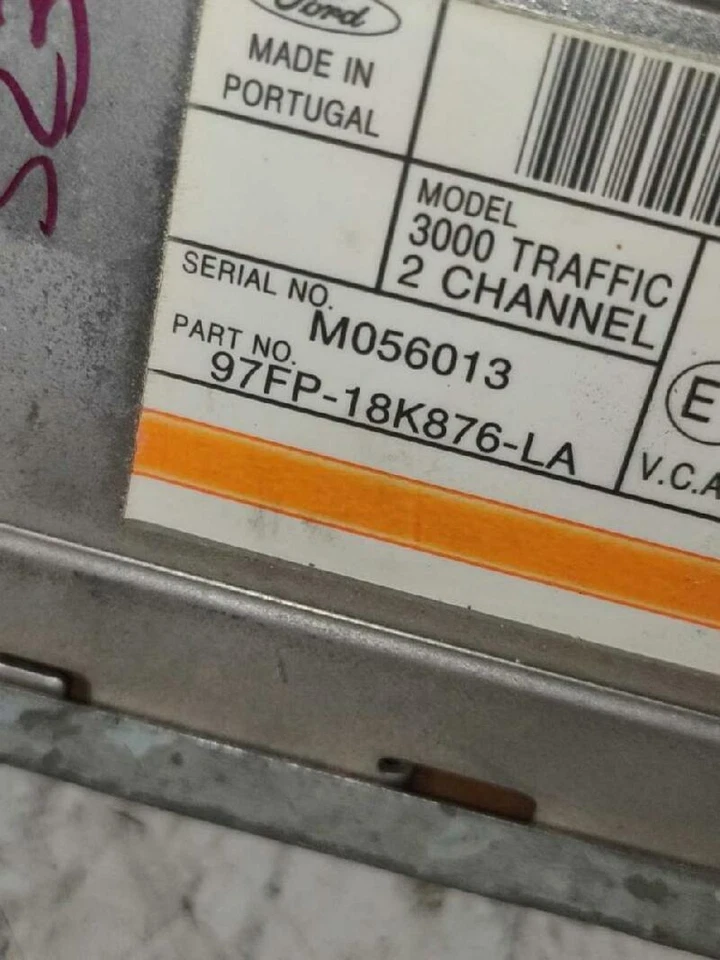 Ford
MADE IN
PORTUGAL
MODEL
3000 TRAFFIC
2 CHANNEL
SERIAL NO. M056013
PART NO.
97FP-18K876-LA
E
V.C.A